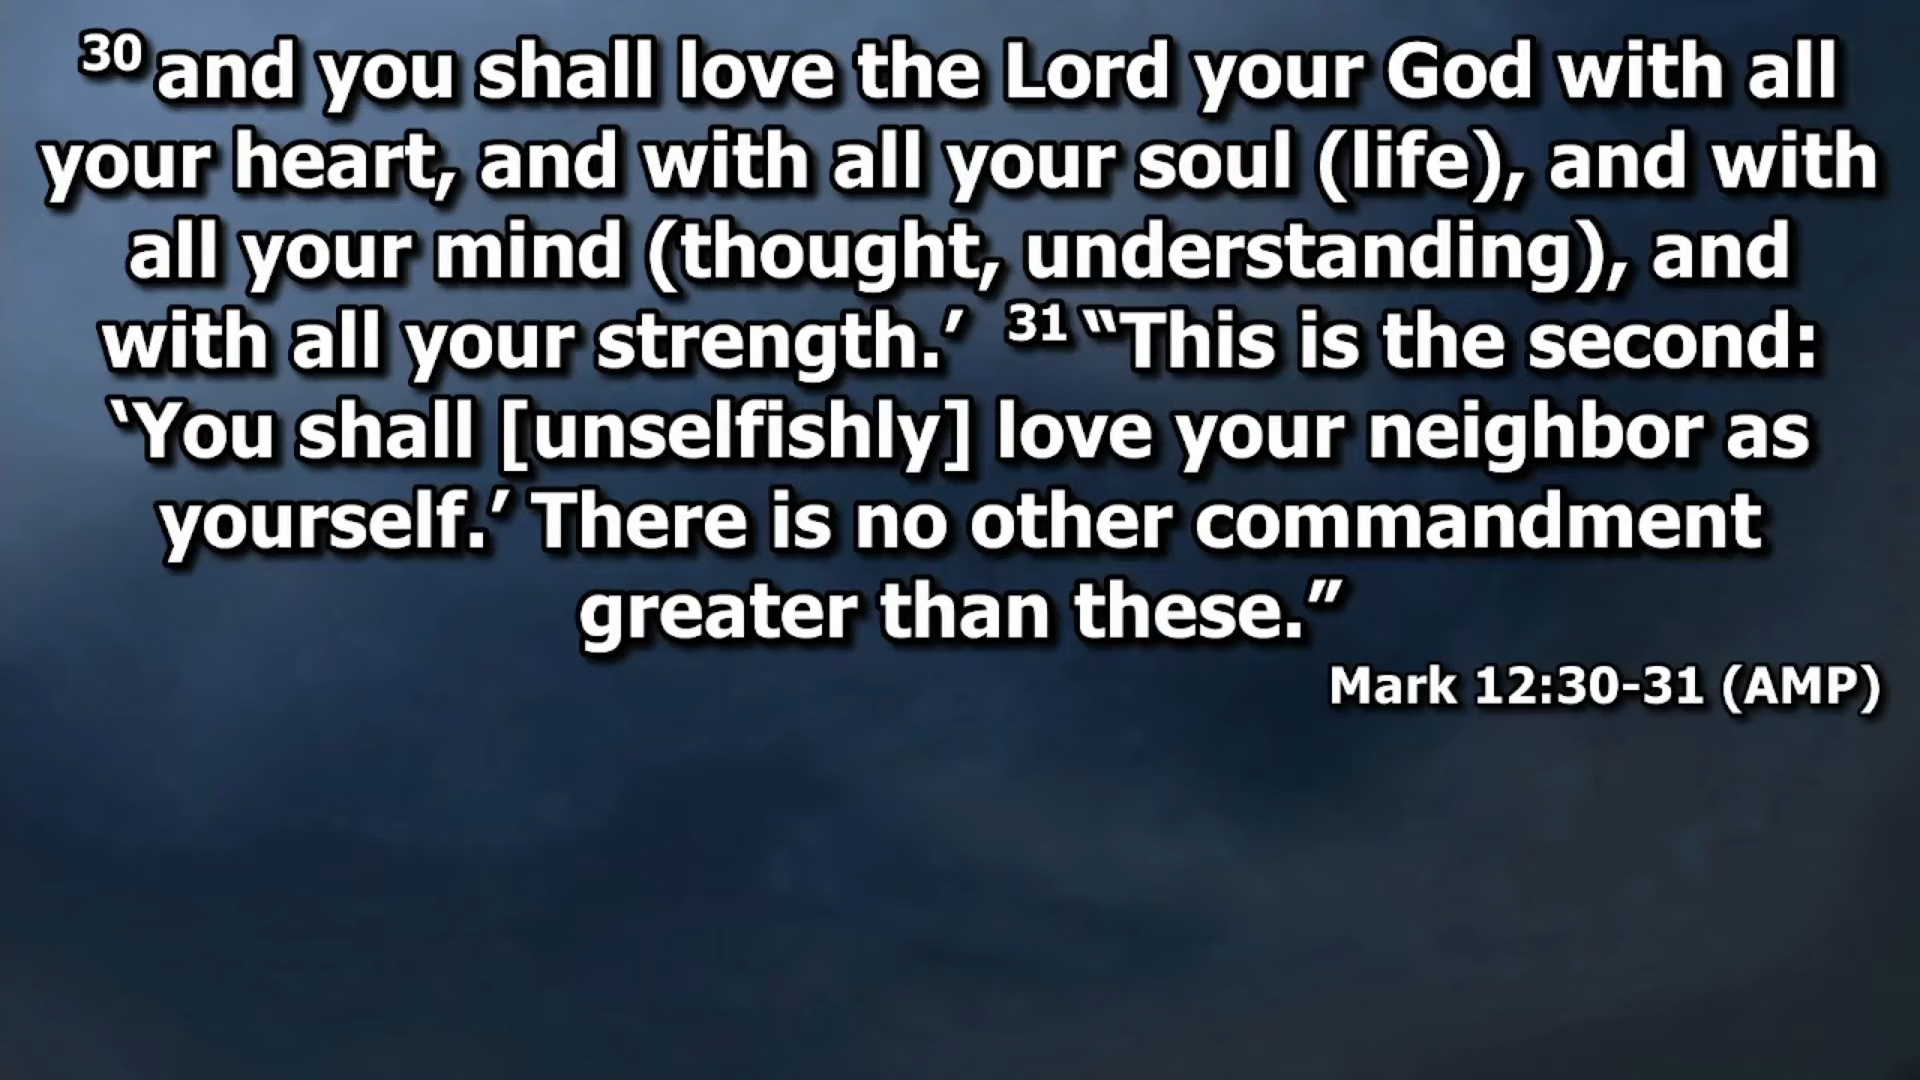 30 and you shall love the Lord your God with all
your heart, and with all your soul (life), and with
all your mind (thought, understanding), and
with all your strength.’ 31 “This is the second:
‘You shall [unselfishly] love your neighbor as
yourself.’ There is no other commandment
greater than these.”
Mark 12:30-31 (AMP)